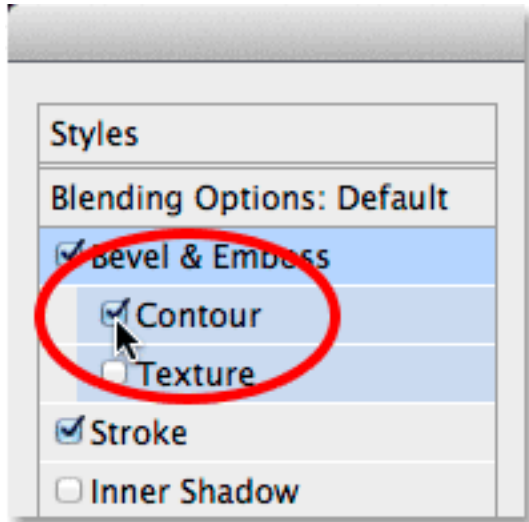 Styles
Blending Options: Default
Bevel & Emboss
Contour
Texture
Stroke
Inner Shadow